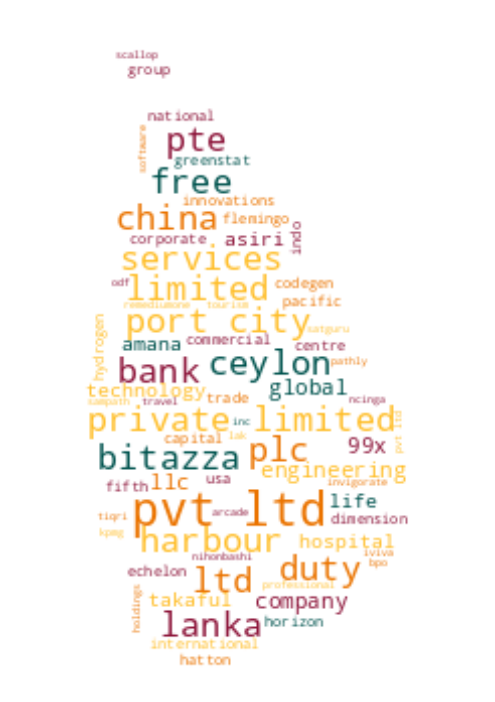 scallop
group
national
software
pte
greenstat
free
innovations
china flemingo
corporate asiri indo
services
odf limited codegen
remediumone tourism pacific
port city satguru
hydrogen amana commercial centre
bank ceylon pathly
technology global
sampath travel trade ncinga
private limited pvt ltd
inc
capital lak plc 99x
bitazza engineering
fifth llc usa invigorate
pvt ltd life
tiqri arcade dimension
kpmg harbour hospital
nihonbashi iviva
echelon ltd duty bpo
professional
holdings takaful company
lanka horizon
international
hatton